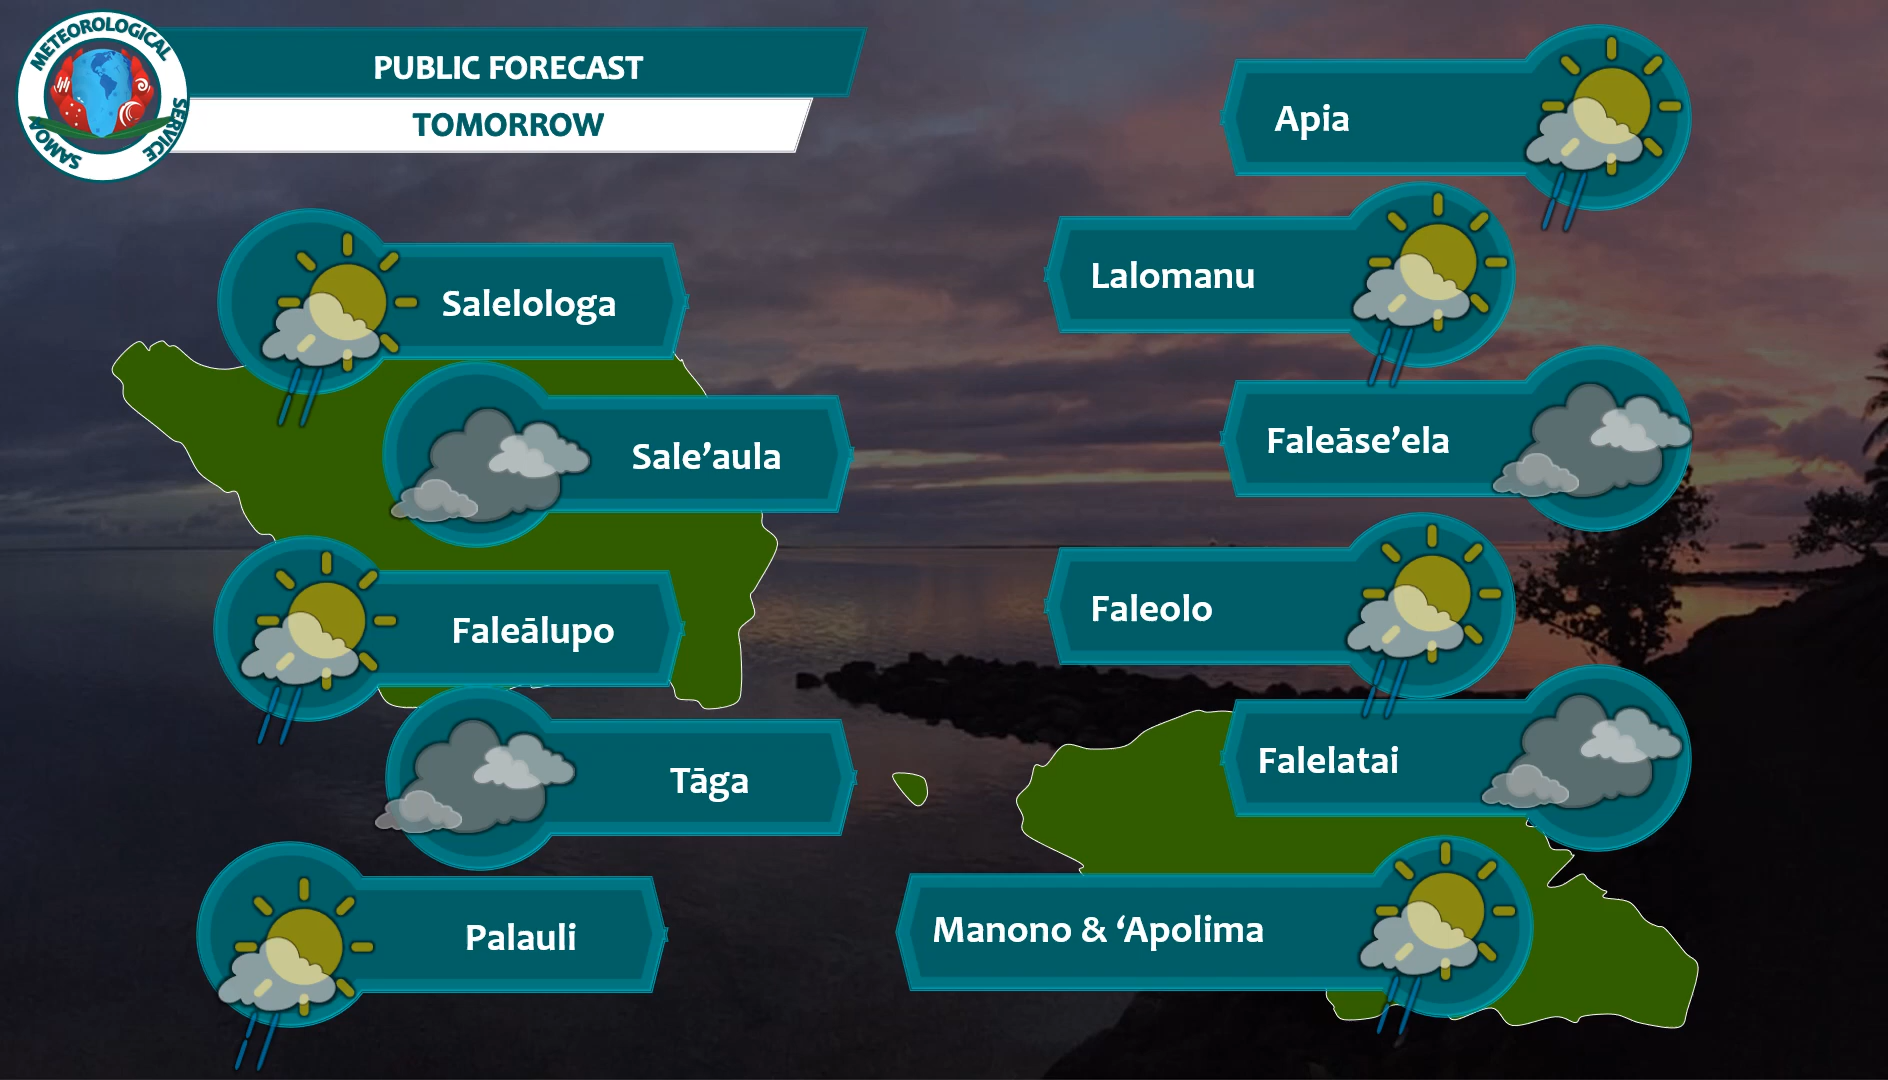 METEOROLOGICAL
SERVICE
SAMOA
PUBLIC FORECAST
TOMORROW
Salelologa
Sale’aula
Faleālupo
Tāga
Palauli
Apia
Lalomanu
Faleāse’ela
Faleolo
Falelatai
Manono & ‘Apolima